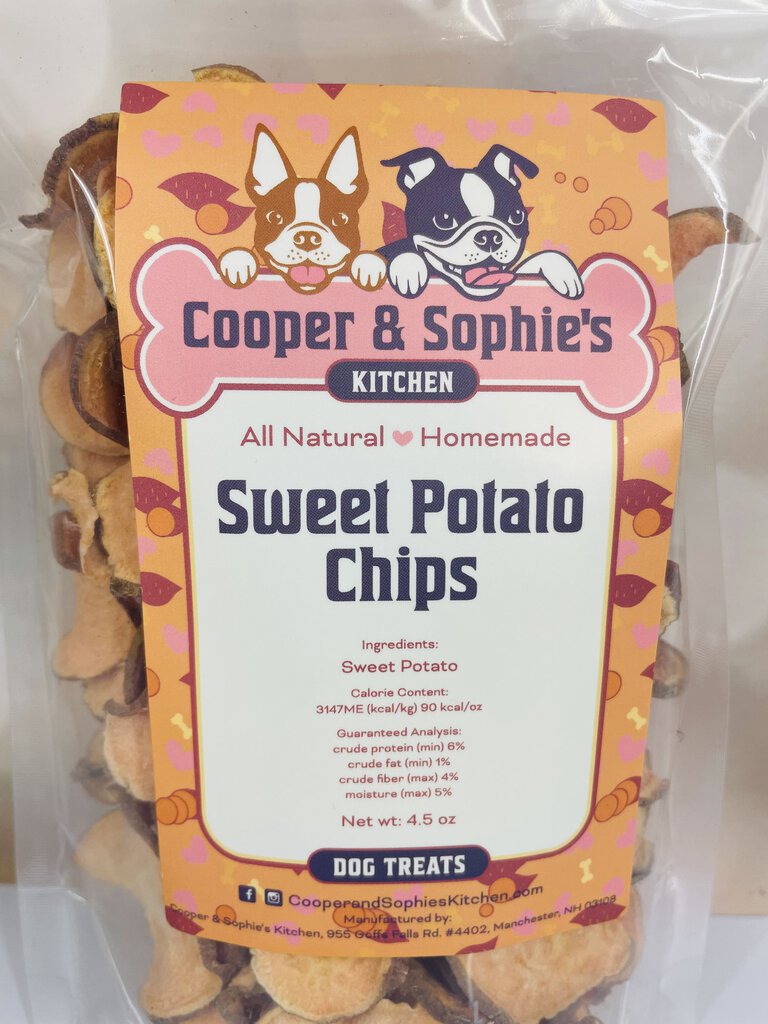 Cooper & Sophie's
KITCHEN
All Natural Homemade
Sweet Potato
Chips
Ingredients:
Sweet Potato
Calorie Content:
3147ME (kcal/kg) 90 kcal/oz
Guaranteed Analysis:
crude protein (min) 6%
crude fat (min) 1%
crude fiber (max) 4%
moisture (max) 5%
Net wt: 4.5 oz
DOG TREATS
CooperandSophiesKitchen.com
Manufactured by:
Cooper & Sophie's Kitchen, 955 Goffs Falls Rd. #4402, Manchester, NH 03108